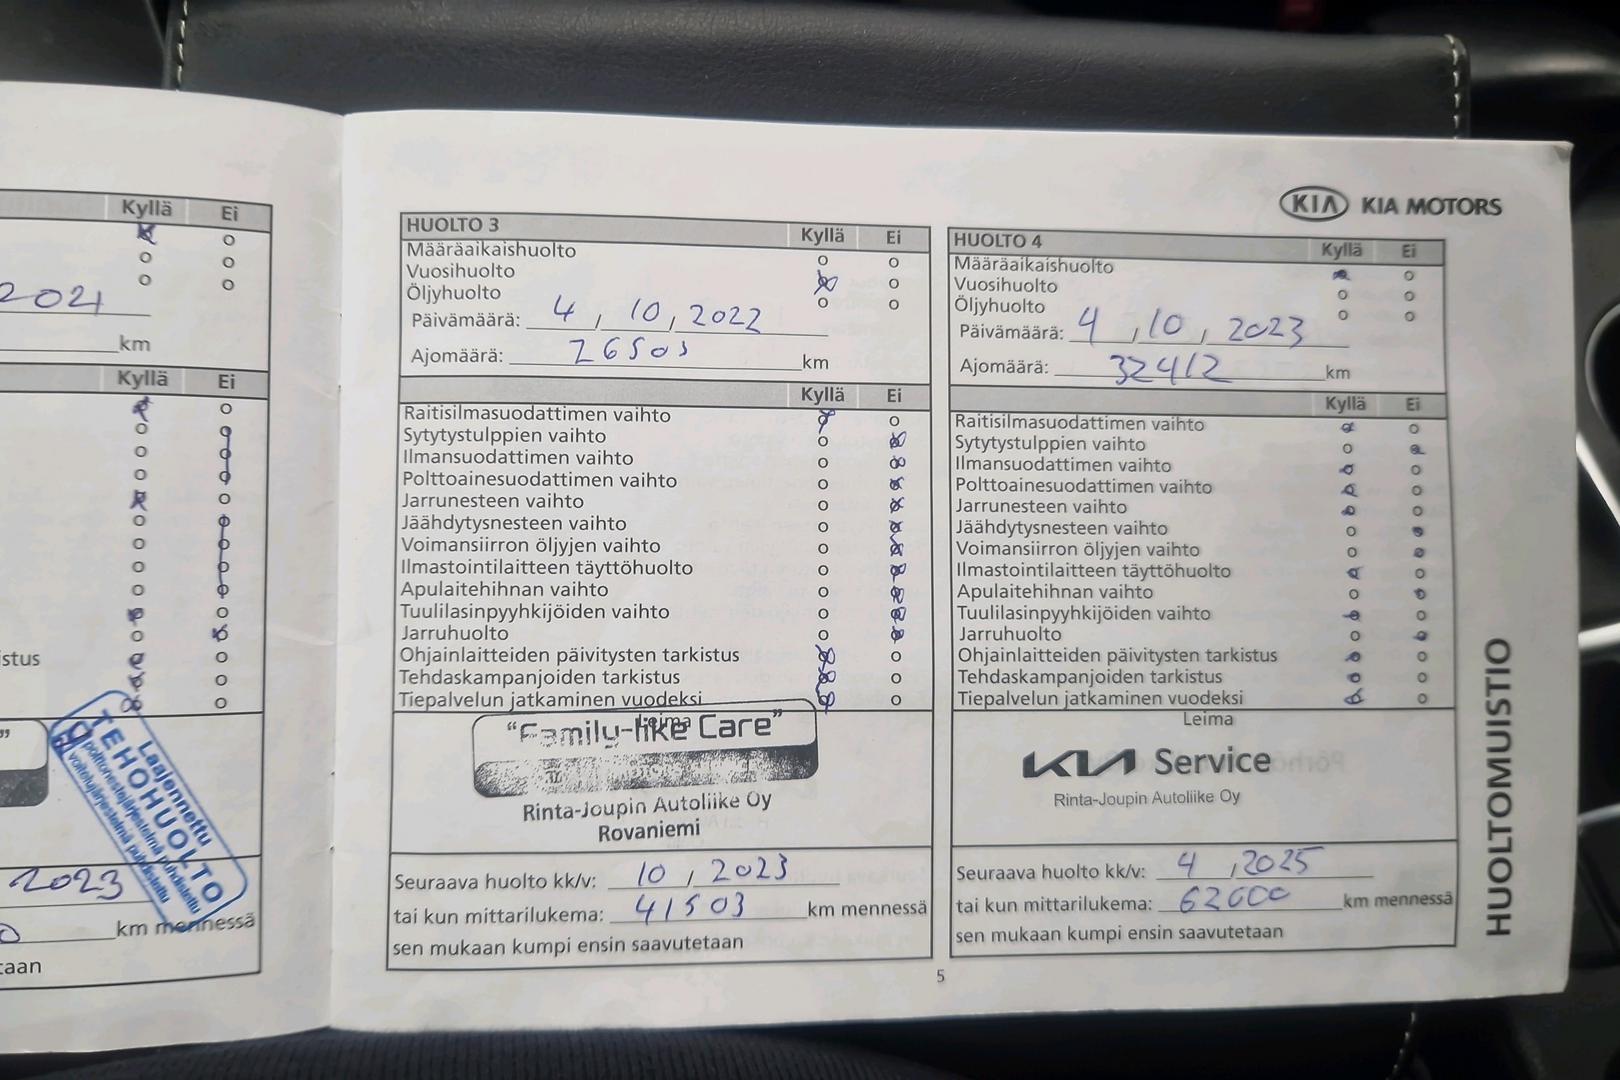 Kyllä Ei
2021
km
Kyllä Ei
istus
"
Laajennettu
TEHOHUOLTO
polttonestejärjestelmä puhdistettu
voitelujärjestelmä puhdistettu
2023
km mennessä
taan
HUOLTO 3 Kyllä Ei
Määräaikaishuolto
Vuosihuolto
Öljyhuolto
Päivämäärä: 4, 10, 2022
Ajomäärä: 26503 km
Kyllä Ei
Raitisilmasuodattimen vaihto
Sytytystulppien vaihto
Ilmansuodattimen vaihto
Polttoainesuodattimen vaihto
Jarrunesteen vaihto
Jäähdytysnesteen vaihto
Voimansiirron öljyjen vaihto
Ilmastointilaitteen täyttöhuolto
Apulaitehihnan vaihto
Tuulilasinpyyhkijöiden vaihto
Jarruhuolto
Ohjainlaitteiden päivitysten tarkistus
Tehdaskampanjoiden tarkistus
Tiepalvelun jatkaminen vuodeksi
Leima
"Family-like Care"
Rinta-Joupin Autoliike Oy
Rovaniemi
Seuraava huolto kk/v: 10, 2023
tai kun mittarilukema: 41503 km mennessä
sen mukaan kumpi ensin saavutetaan
KIA KIA MOTORS
HUOLTO 4 Kyllä Ei
Määräaikaishuolto
Vuosihuolto
Öljyhuolto
Päivämäärä: 4, 10, 2023
Ajomäärä: 32412 km
Kyllä Ei
Raitisilmasuodattimen vaihto
Sytytystulppien vaihto
Ilmansuodattimen vaihto
Polttoainesuodattimen vaihto
Jarrunesteen vaihto
Jäähdytysnesteen vaihto
Voimansiirron öljyjen vaihto
Ilmastointilaitteen täyttöhuolto
Apulaitehihnan vaihto
Tuulilasinpyyhkijöiden vaihto
Jarruhuolto
Ohjainlaitteiden päivitysten tarkistus
Tehdaskampanjoiden tarkistus
Tiepalvelun jatkaminen vuodeksi
Leima
KIA Service
Rinta-Joupin Autoliike Oy
Seuraava huolto kk/v: 4, 2025
tai kun mittarilukema: 62600 km mennessä
sen mukaan kumpi ensin saavutetaan
HUOLTOMUISTIO
5